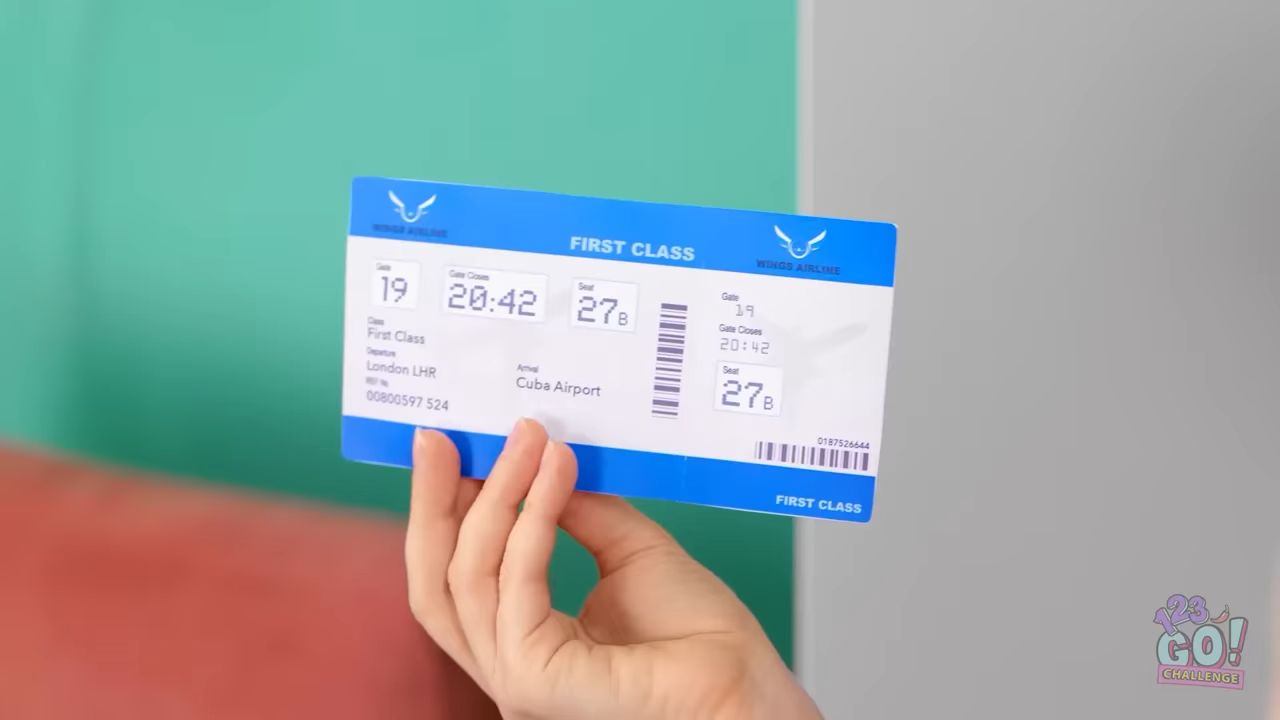 WINGS AIRLINE
FIRST CLASS
WINGS AIRLINE
Gate
19
Gate Closes
20:42
Seat
27B
Class
First Class
Departure
London LHR
REF No
00800597 524
Arrival
Cuba Airport
Gate
19
Gate Closes
20:42
Seat
27B
0187526644
FIRST CLASS
123
GO!
CHALLENGE